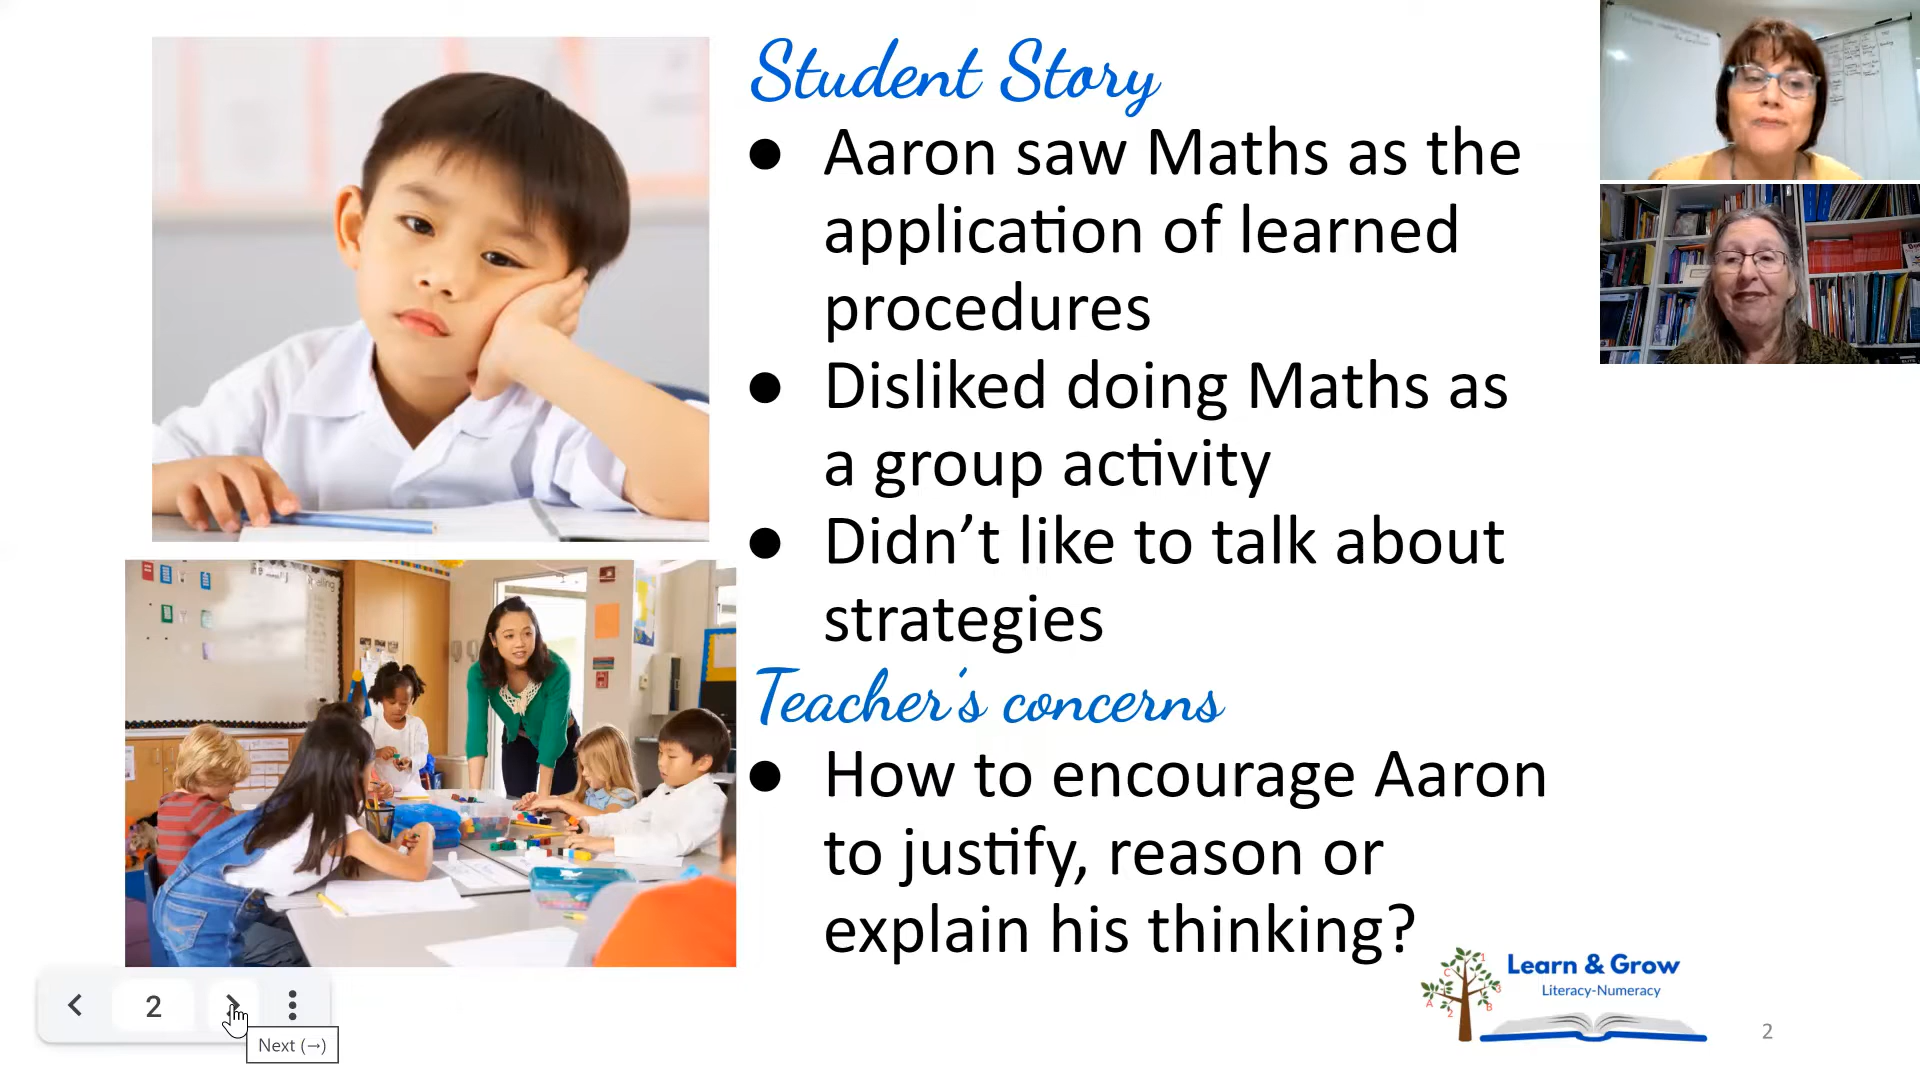 Student Story
● Aaron saw Maths as the
application of learned
procedures
● Disliked doing Maths as
a group activity
● Didn’t like to talk about
strategies
Teacher’s concerns
● How to encourage Aaron
to justify, reason or
explain his thinking?
Learn & Grow
Literacy-Numeracy
2
Next (→)
2